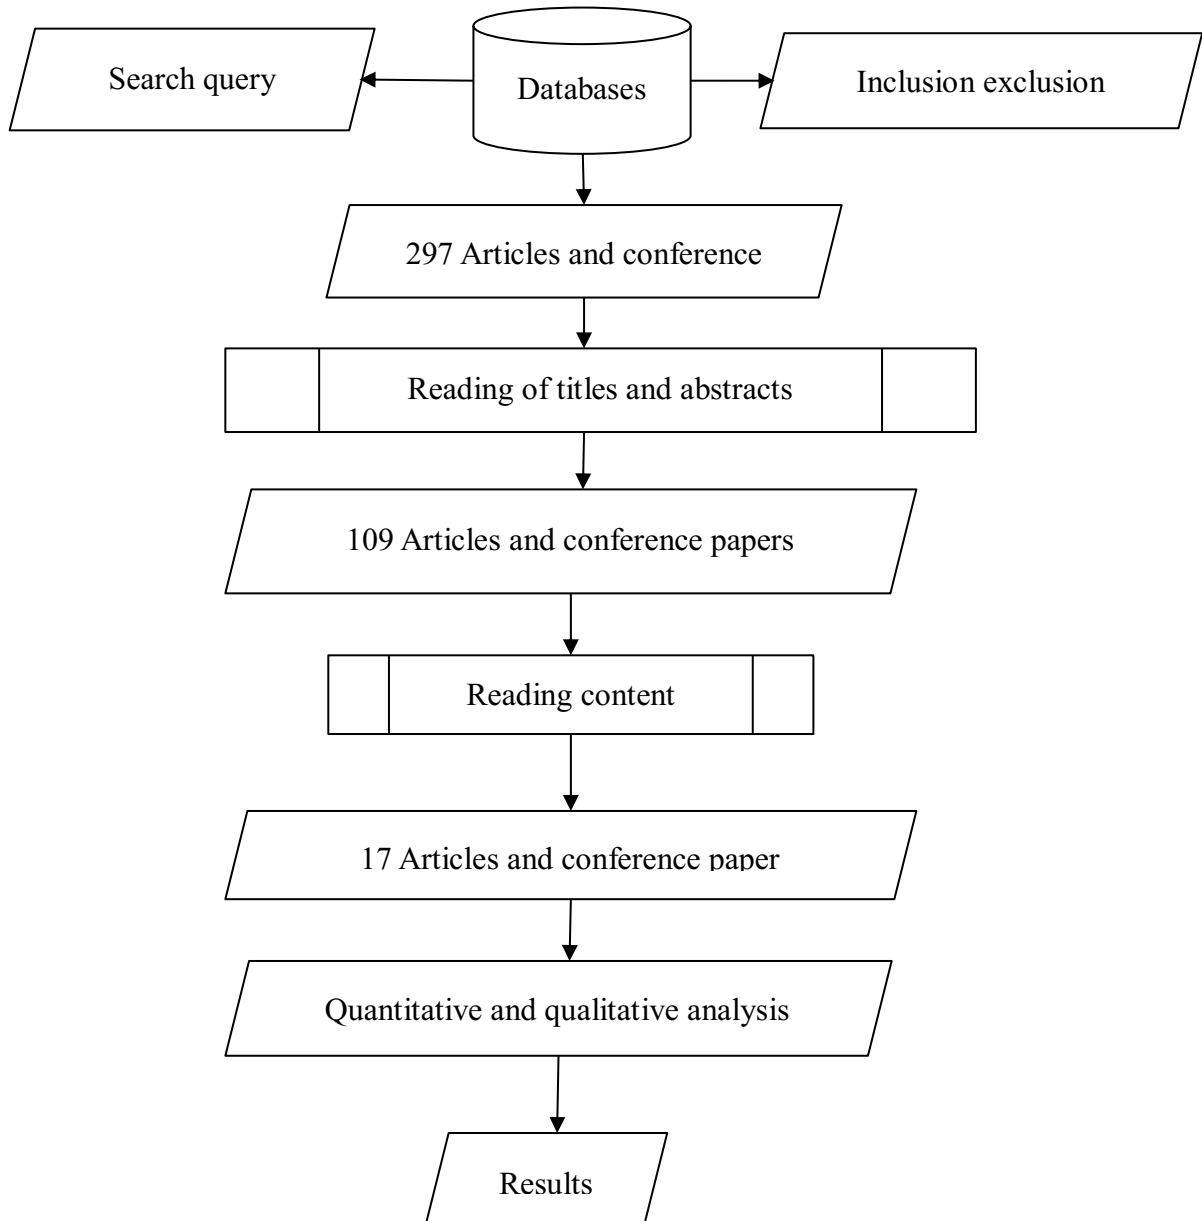 Search query
Databases
Inclusion exclusion
297 Articles and conference
Reading of titles and abstracts
109 Articles and conference papers
Reading content
17 Articles and conference paper
Quantitative and qualitative analysis
Results